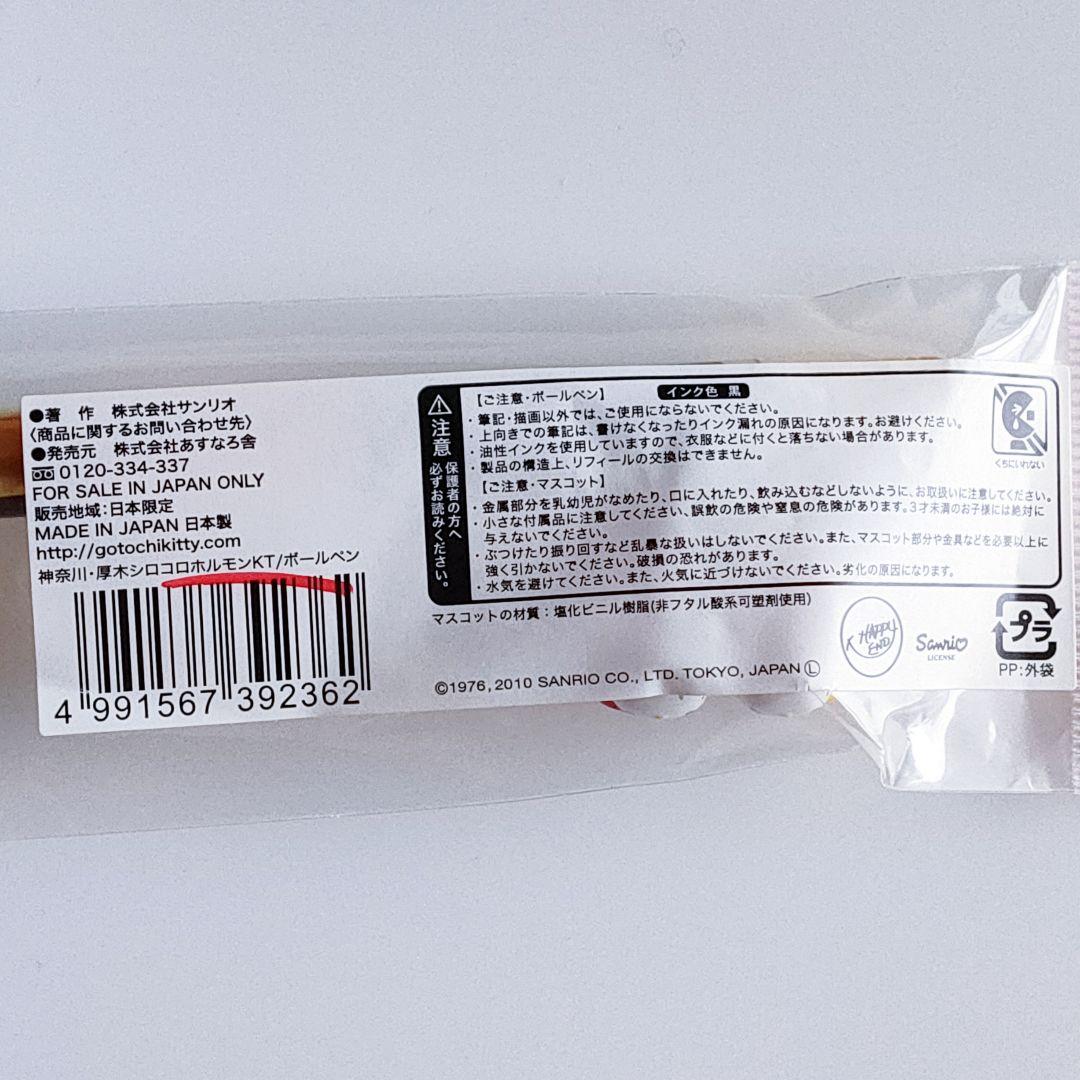 ●著 作 株式会社サンリオ
〈商品に関するお問い合わせ先〉
●発売元 株式会社あすなろ舎
0120-334-337
FOR SALE IN JAPAN ONLY
販売地域:日本限定
MADE IN JAPAN 日本製
http://gotochikitty.com
神奈川・厚木シロコロホルモンKT/ボールペン
4 991567 392362
注意
保護者の方へ
必ずお読みください。
【ご注意・ボールペン】 インク色 黒
・筆記・描画以外では、ご使用にならないでください。
・上向きでの筆記は、書けなくなったりインク漏れの原因になります。お避けください。
・油性インクを使用していますので、衣服などに付くと落ちない場合があります。
・製品の構造上、リフィールの交換はできません。
【ご注意・マスコット】
・金属部分を乳幼児がなめたり、口に入れたり、飲み込むなどしないように、お取扱いに注意してください。
・小さな付属品に注意してください、誤飲の危険や窒息の危険があります。3才未満のお子様には絶対に
与えないでください。
・ぶつけたり振り回すなど乱暴な扱いはしないでください。また、マスコット部分や金具などを必要以上に
強く引かないでください。破損の恐れがあります。
・水気を避けてください。また、火気に近づけないでください。劣化の原因になります。
くちにいれない
マスコットの材質:塩化ビニル樹脂(非フタル酸系可塑剤使用)
©1976, 2010 SANRIO CO., LTD. TOKYO, JAPAN Ⓛ
K HAPPY END
Sanrio
LICENSE
プラ
PP:外袋